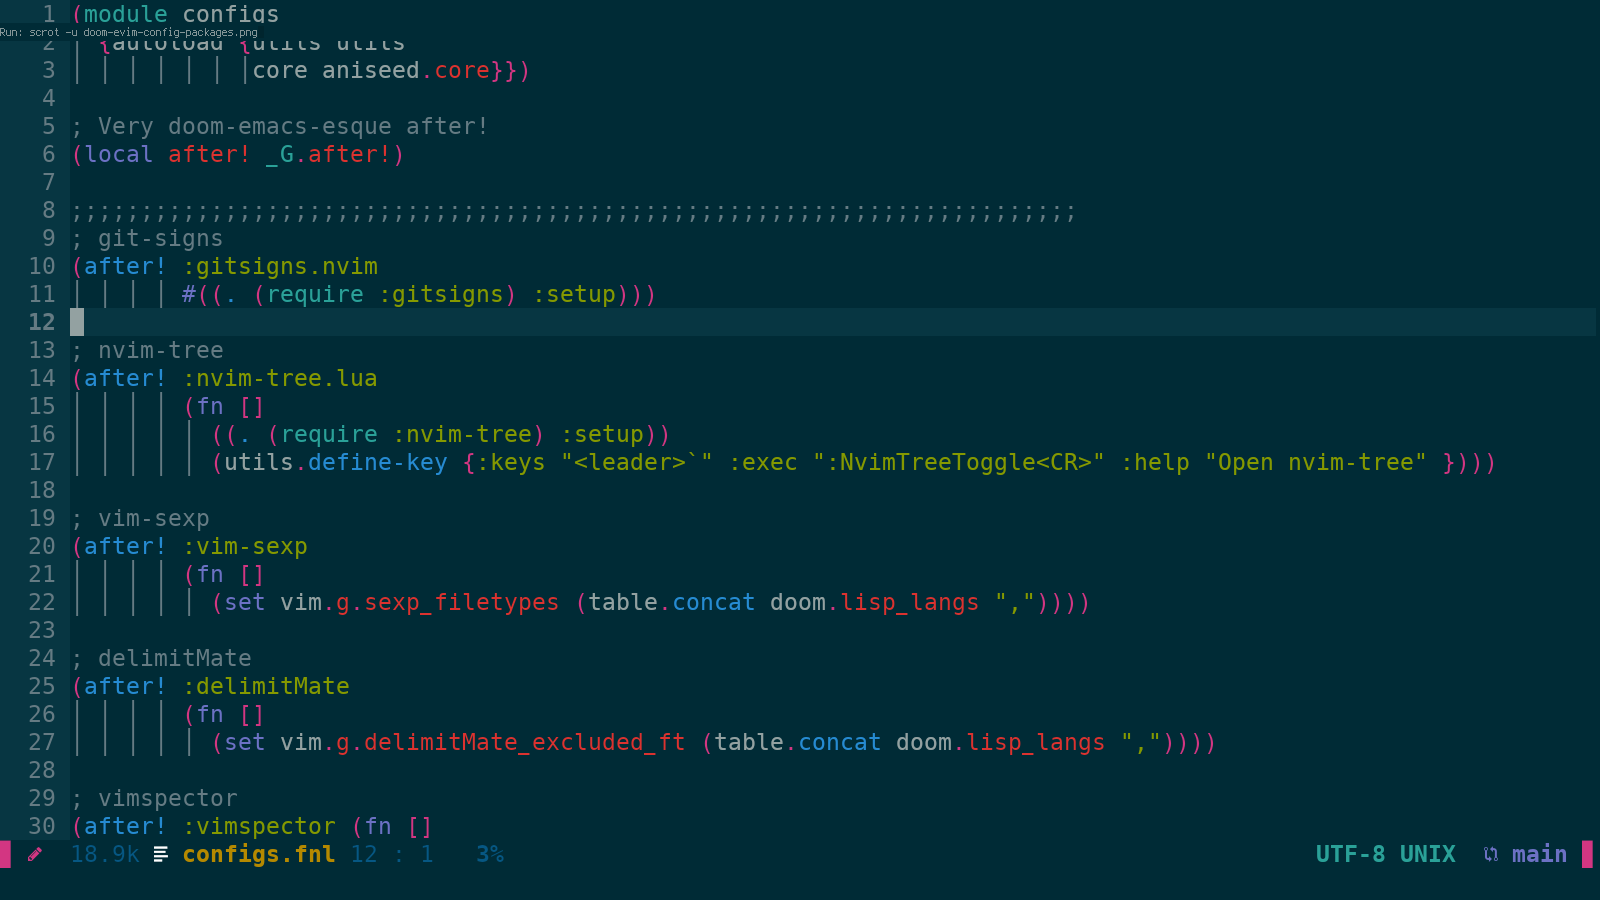 1 (module configs
Run: scrot -u doom-evim-config-packages.png
2 {autoload {utils utils
3 core aniseed.core}})
4
5 ; Very doom-emacs-esque after!
6 (local after! _G.after!)
7
8 ;;;;;;;;;;;;;;;;;;;;;;;;;;;;;;;;;;;;;;;;;;;;;;;;;;;;;;;;;;;;;;;;;;;;;;;;
9 ; git-signs
10 (after! :gitsigns.nvim
11 #((. (require :gitsigns) :setup)))
12
13 ; nvim-tree
14 (after! :nvim-tree.lua
15 (fn []
16 ((. (require :nvim-tree) :setup))
17 (utils.define-key {:keys "<leader>`" :exec ":NvimTreeToggle<CR>" :help "Open nvim-tree" })))
18
19 ; vim-sexp
20 (after! :vim-sexp
21 (fn []
22 (set vim.g.sexp_filetypes (table.concat doom.lisp_langs ","))))
23
24 ; delimitMate
25 (after! :delimitMate
26 (fn []
27 (set vim.g.delimitMate_excluded_ft (table.concat doom.lisp_langs ","))))
28
29 ; vimspector
30 (after! :vimspector (fn []
18.9k configs.fnl 12 : 1 3% UTF-8 UNIX main